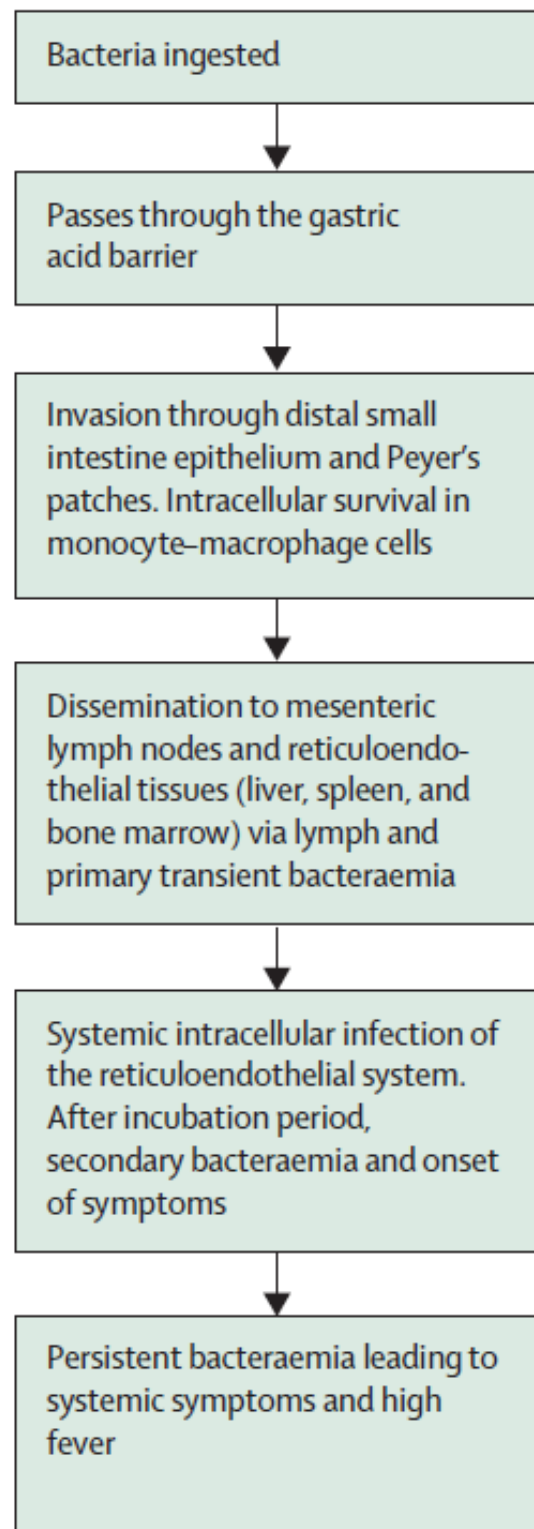 Bacteria ingested
Passes through the gastric
acid barrier
Invasion through distal small
intestine epithelium and Peyer's
patches. Intracellular survival in
monocyte–macrophage cells
Dissemination to mesenteric
lymph nodes and reticuloendo-
thelial tissues (liver, spleen, and
bone marrow) via lymph and
primary transient bacteraemia
Systemic intracellular infection of
the reticuloendothelial system.
After incubation period,
secondary bacteraemia and onset
of symptoms
Persistent bacteraemia leading to
systemic symptoms and high
fever